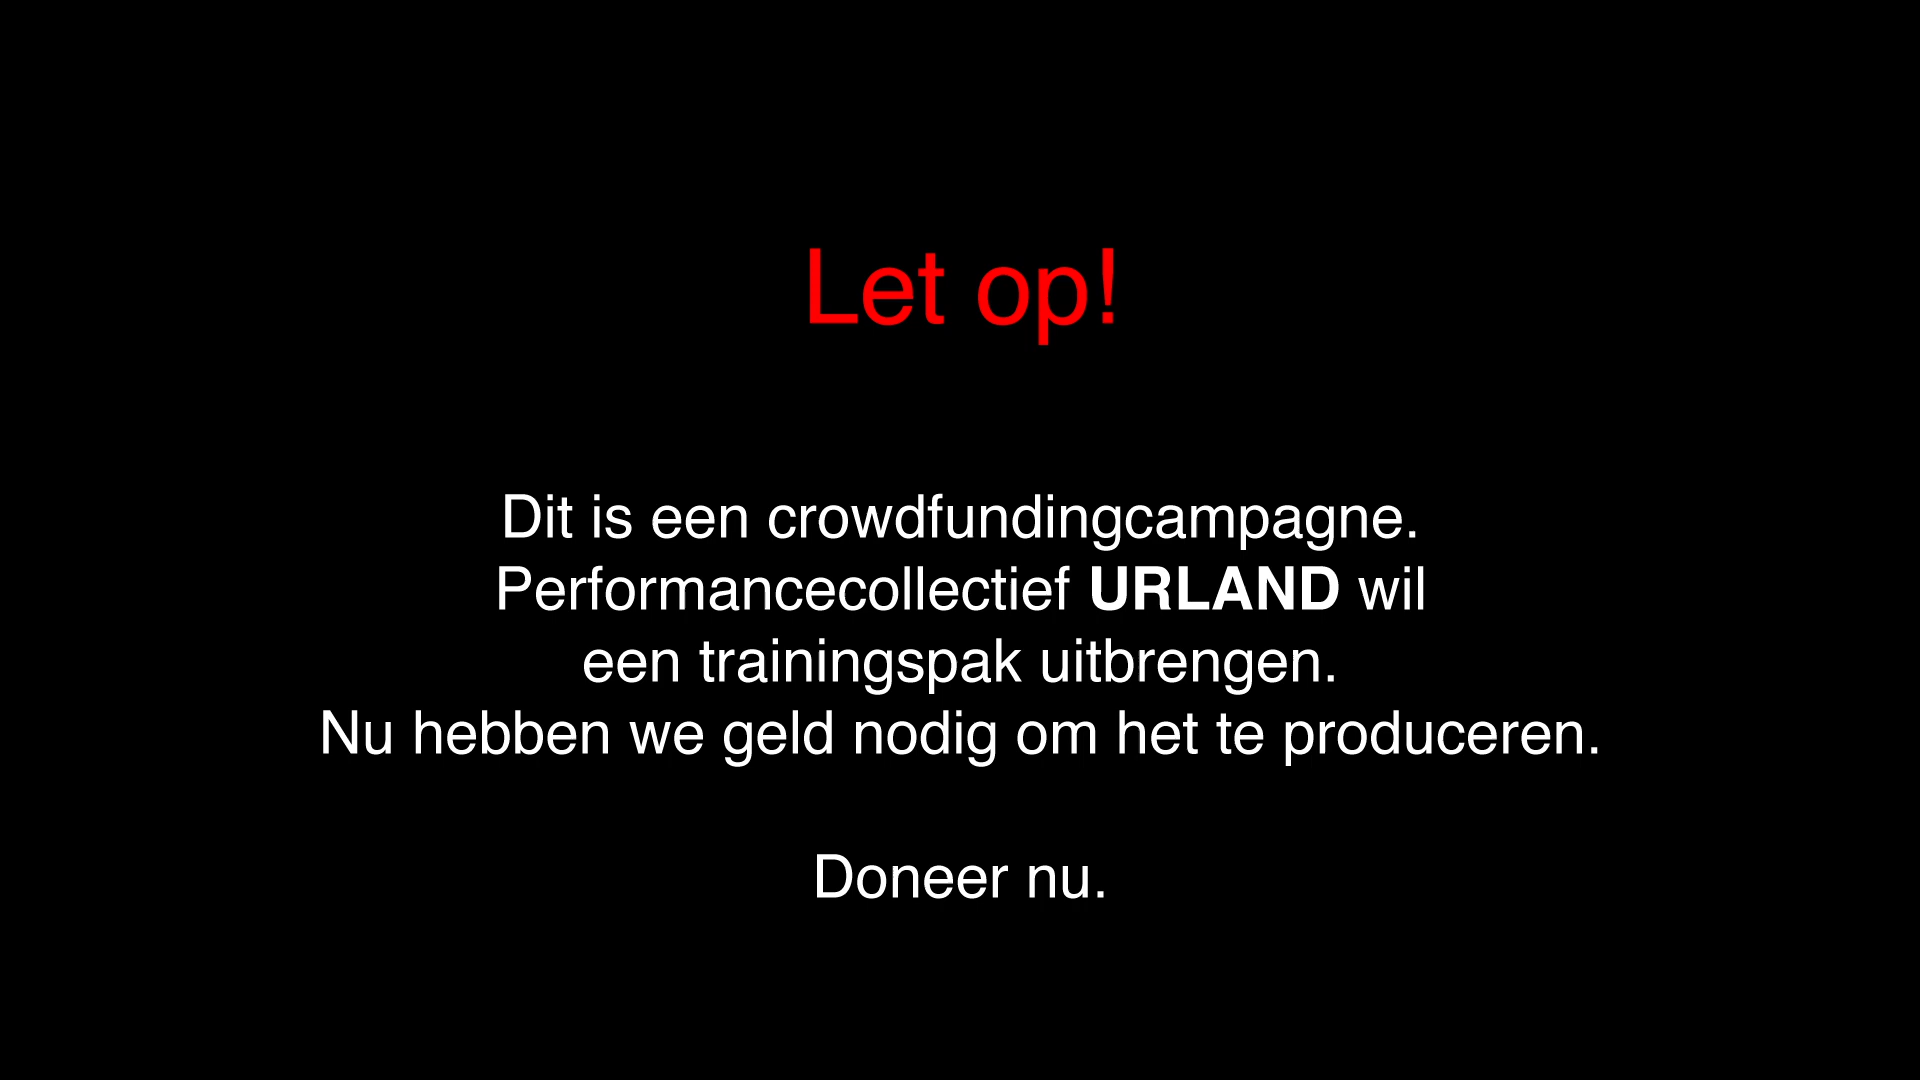 Let op!
Dit is een crowdfundingcampagne.
Performancecollectief URLAND wil
een trainingspak uitbrengen.
Nu hebben we geld nodig om het te produceren.
Doneer nu.